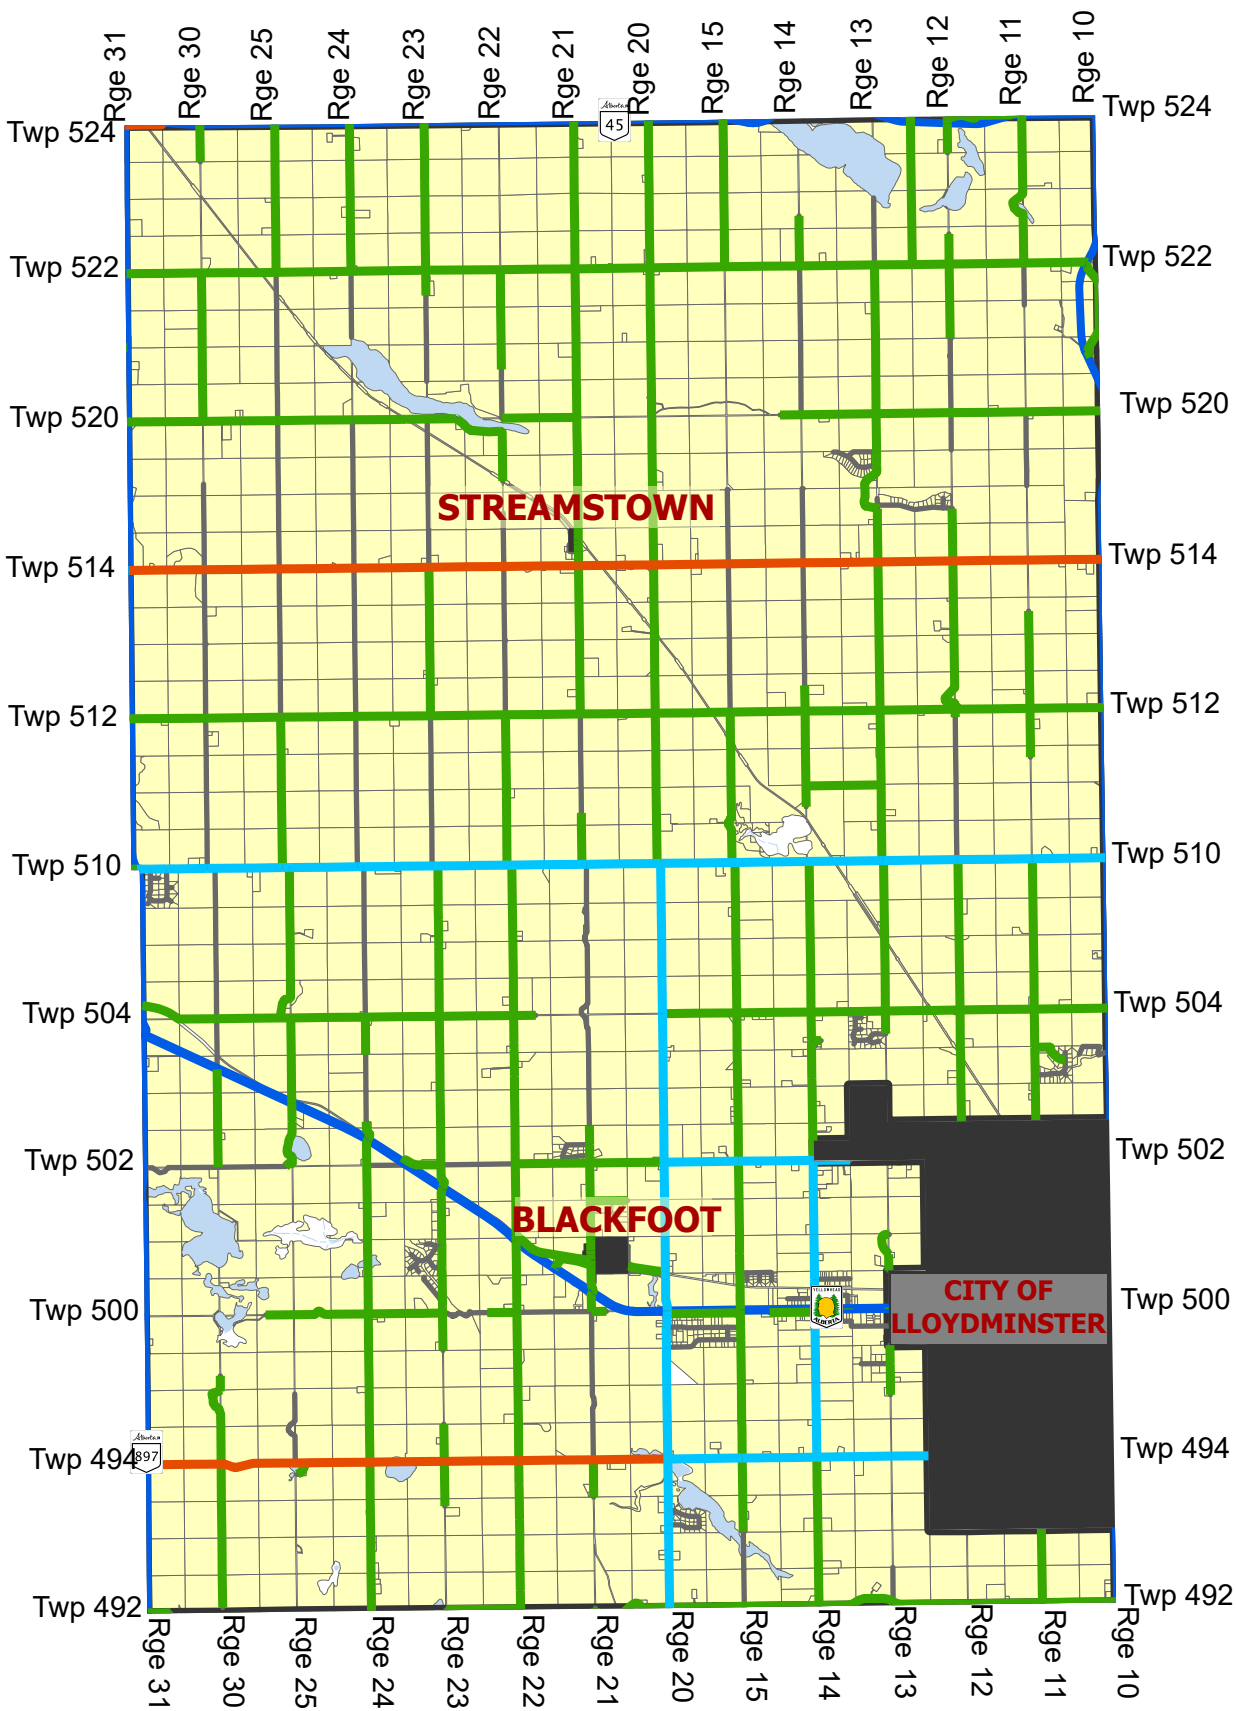 Rge 31
Rge 30
Rge 25
Rge 24
Rge 23
Rge 22
Rge 21
Rge 20
Rge 15
Rge 14
Rge 13
Rge 12
Rge 11
Rge 10
Alberta
45
Twp 524
Twp 524
Twp 522
Twp 522
Twp 520
Twp 520
STREAMSTOWN
Twp 514
Twp 514
Twp 512
Twp 512
Twp 510
Twp 510
Twp 504
Twp 504
Twp 502
Twp 502
BLACKFOOT
Twp 500
Twp 500
YELLOWHEAD
ALBERTA
CITY OF
LLOYDMINSTER
Twp 494
Alberta
897
Twp 494
Twp 492
Twp 492
Rge 31
Rge 30
Rge 25
Rge 24
Rge 23
Rge 22
Rge 21
Rge 20
Rge 15
Rge 14
Rge 13
Rge 12
Rge 11
Rge 10